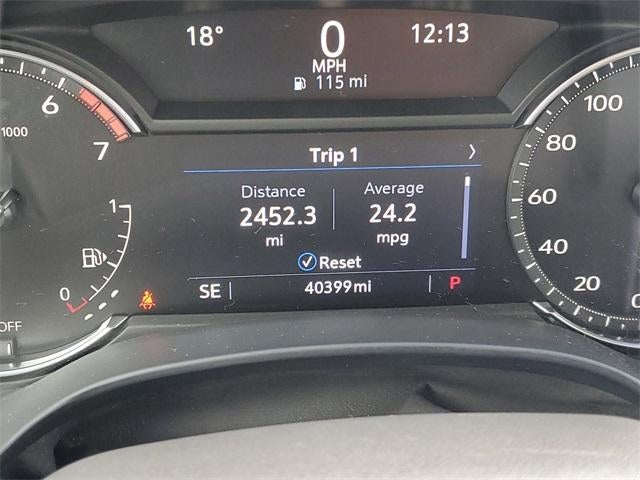 18° 0 12:13
MPH
115 mi
6
1000
7
Trip 1
Distance Average
2452.3 24.2
mi mpg
Reset
SE 40399mi P
1
0
OFF
100
80
60
40
20
0